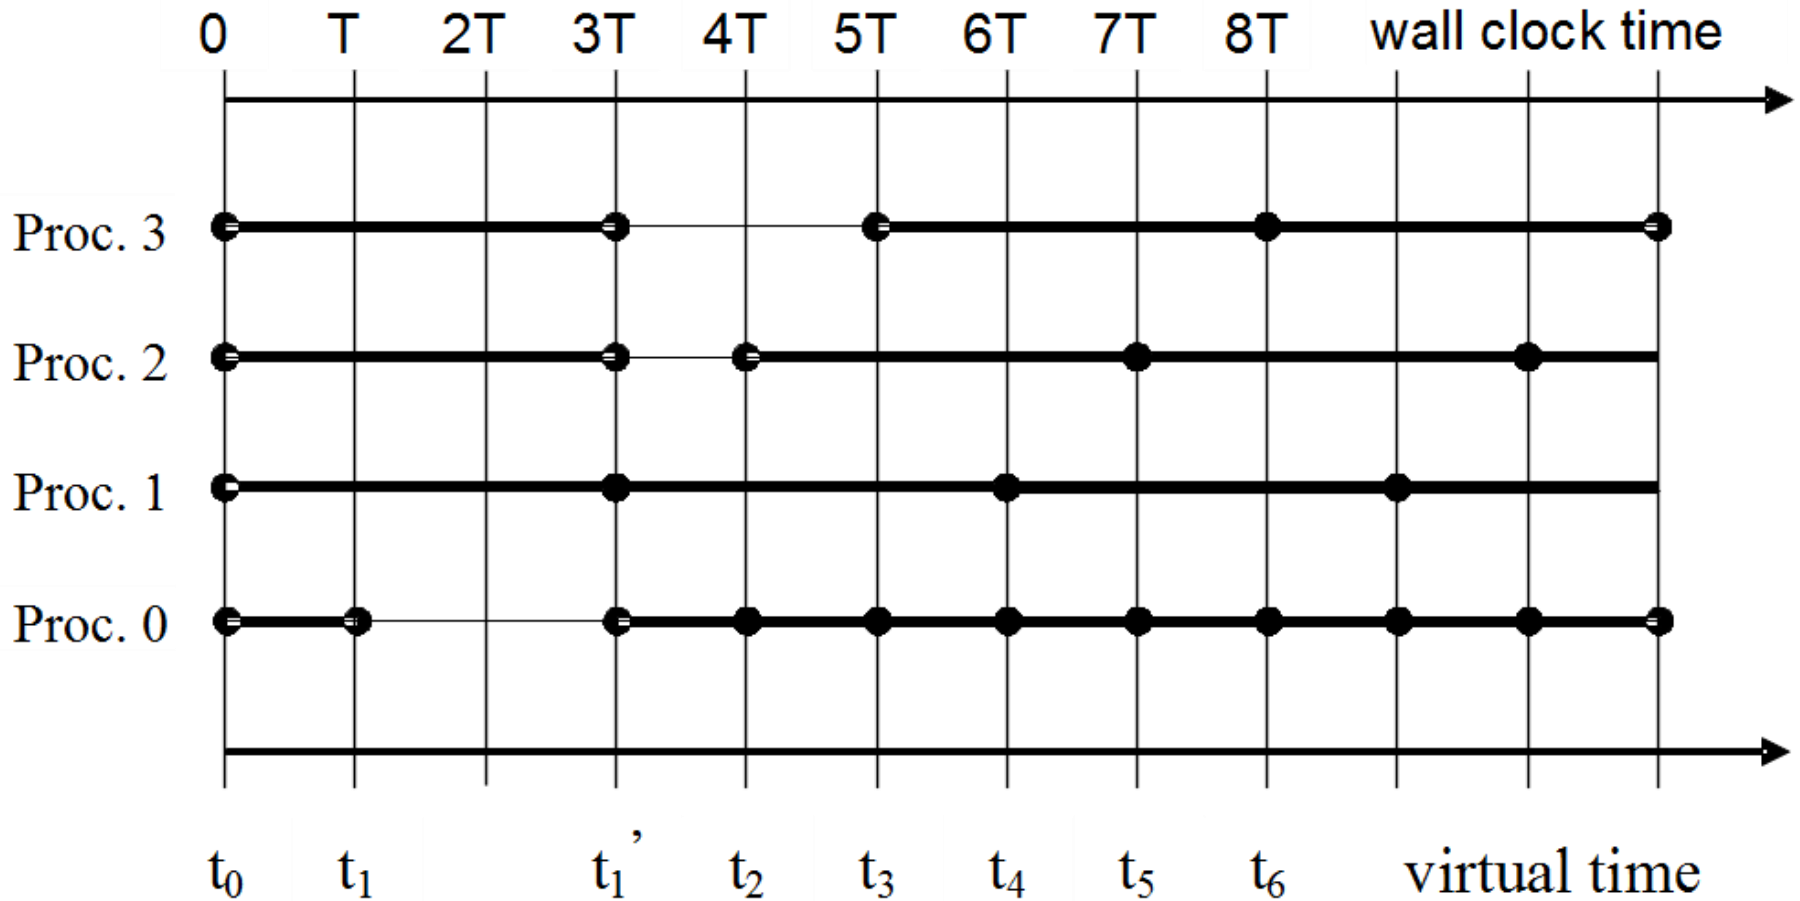 0 T 2T 3T 4T 5T 6T 7T 8T wall clock time
Proc. 3
Proc. 2
Proc. 1
Proc. 0
t₀ t₁ t₁’ t₂ t₃ t₄ t₅ t₆ virtual time